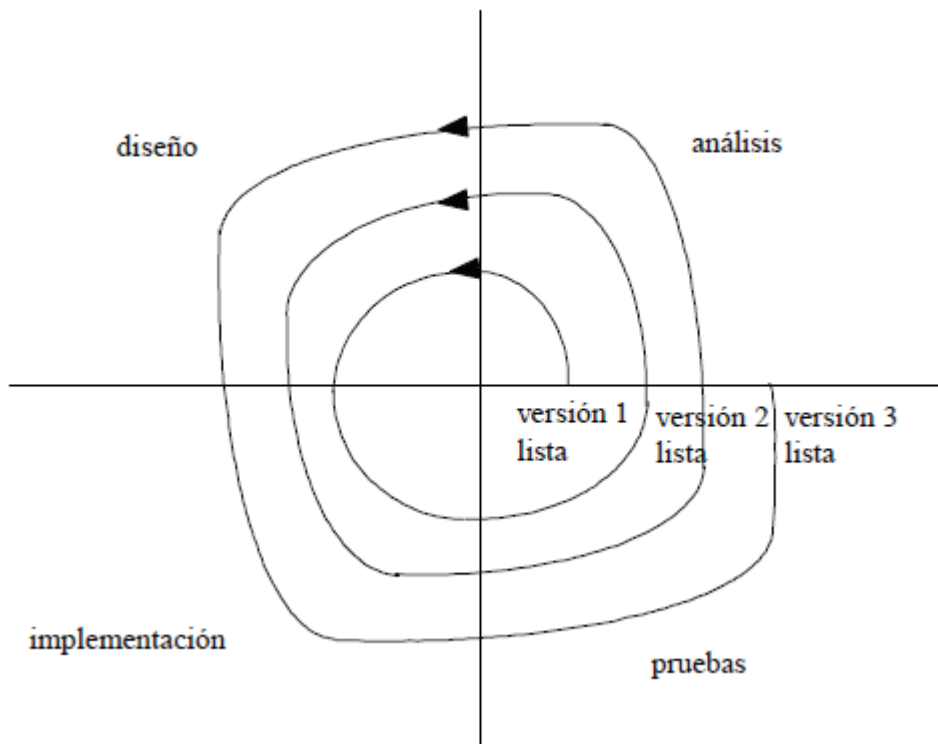 diseño
análisis
versión 1
lista
versión 2
lista
versión 3
lista
implementación
pruebas